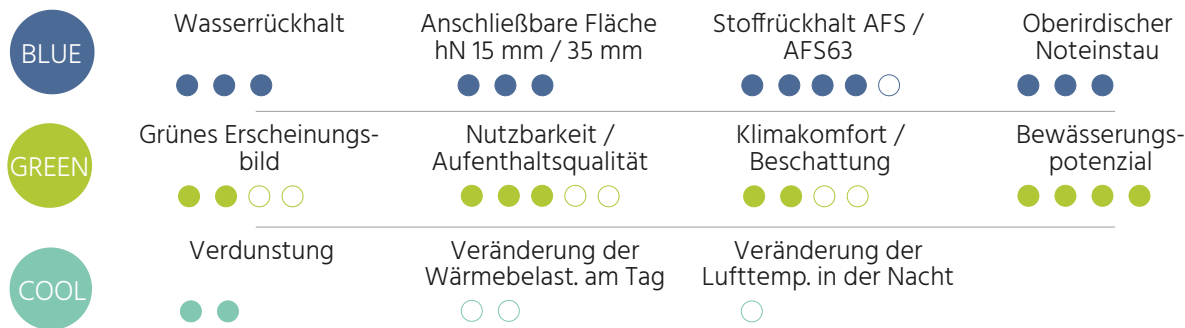 BLUE
Wasserrückhalt
Anschließbare Fläche
hN 15 mm / 35 mm
Stoffrückhalt AFS /
AFS63
Oberirdischer
Noteinstau
GREEN
Grünes Erscheinungs-
bild
Nutzbarkeit /
Aufenthaltsqualität
Klimakomfort /
Beschattung
Bewässerungs-
potenzial
COOL
Verdunstung
Veränderung der
Wärmebelast. am Tag
Veränderung der
Lufttemp. in der Nacht